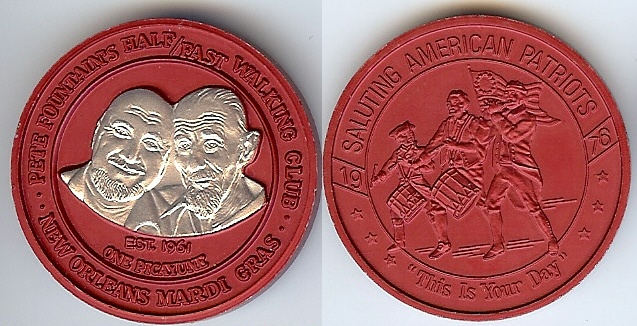 PETE FOUNTAIN'S HALF/FAST WALKING CLUB
EST. 1961
ONE PICAYUNE
NEW ORLEANS MARDI GRAS
SALUTING AMERICAN PATRIOTS
19 76
"This Is Your Day"